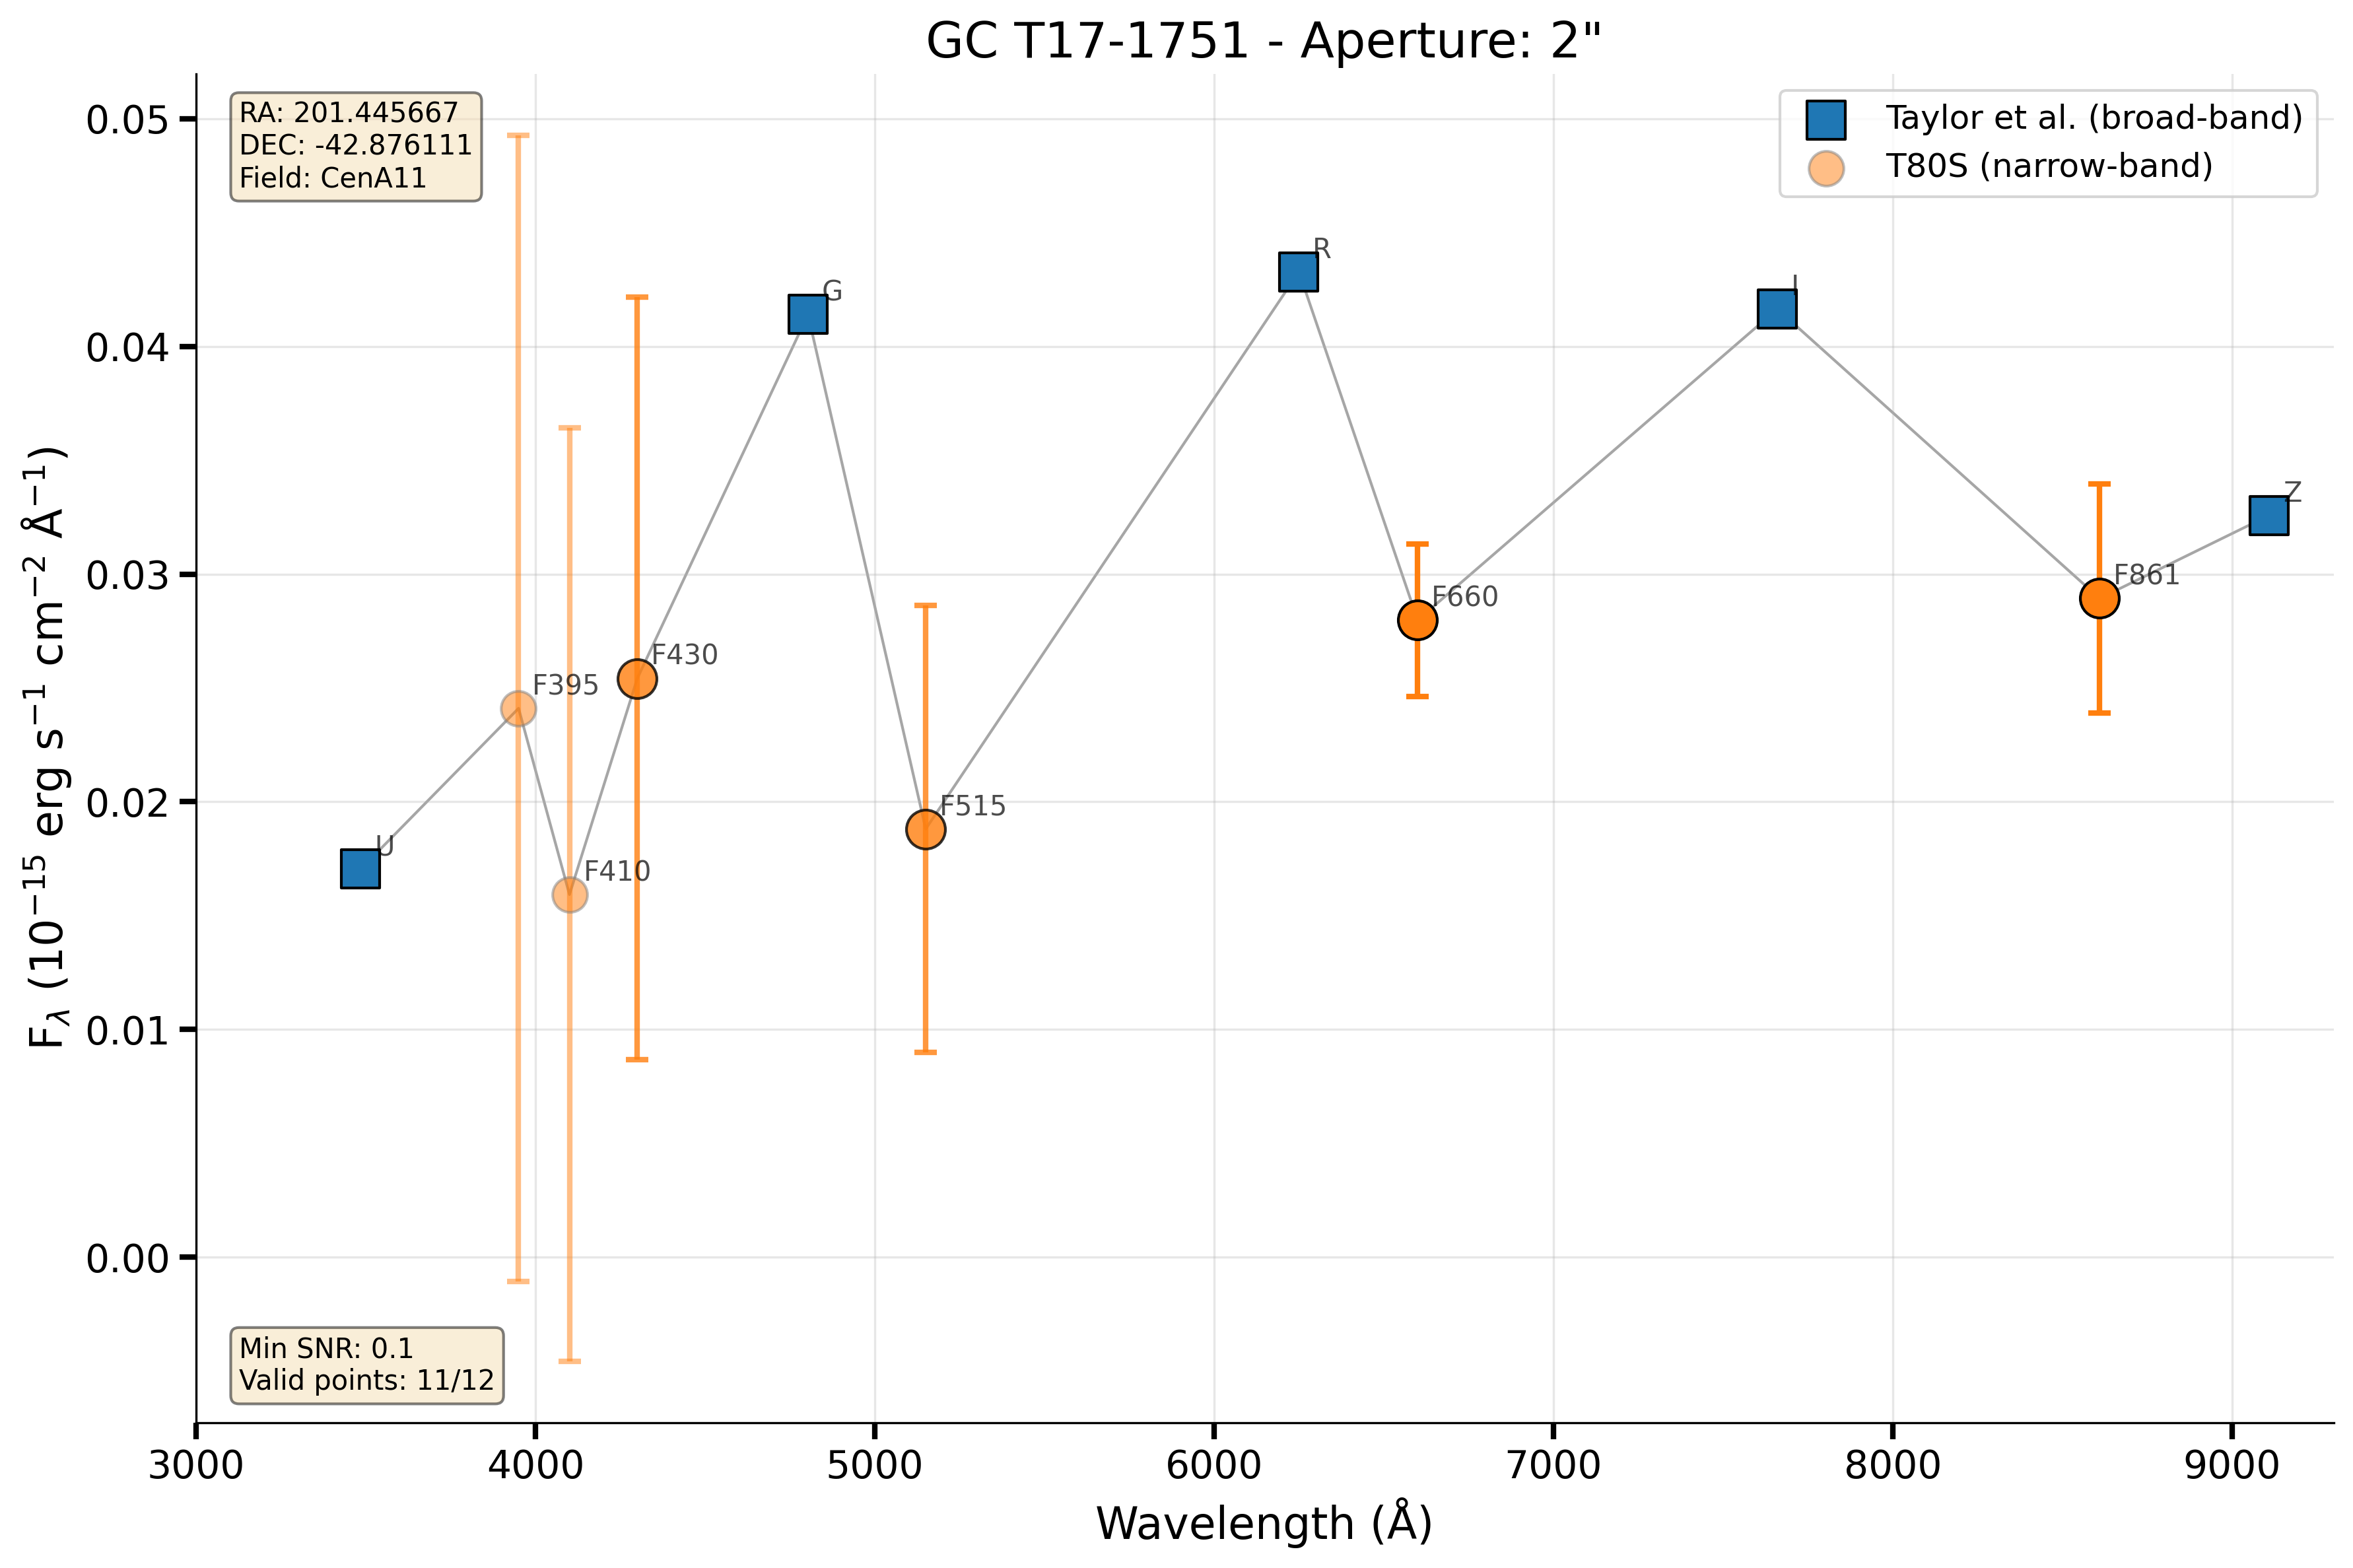 GC T17-1751 - Aperture: 2"
RA: 201.445667
DEC: -42.876111
Field: CenA11
Taylor et al. (broad-band)
T80S (narrow-band)
0.05
0.04
0.03
0.02
0.01
0.00
F_λ (10⁻¹⁵ erg s⁻¹ cm⁻² Å⁻¹)
U
F395
F410
F430
G
F515
R
F660
I
F861
Z
Min SNR: 0.1
Valid points: 11/12
3000 4000 5000 6000 7000 8000 9000
Wavelength (Å)